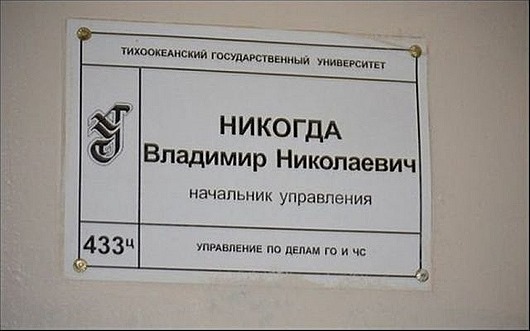 ТИХООКЕАНСКИЙ ГОСУДАРСТВЕННЫЙ УНИВЕРСИТЕТ
НИКОГДА
Владимир Николаевич
начальник управления
433ц
УПРАВЛЕНИЕ ПО ДЕЛАМ ГО И ЧС